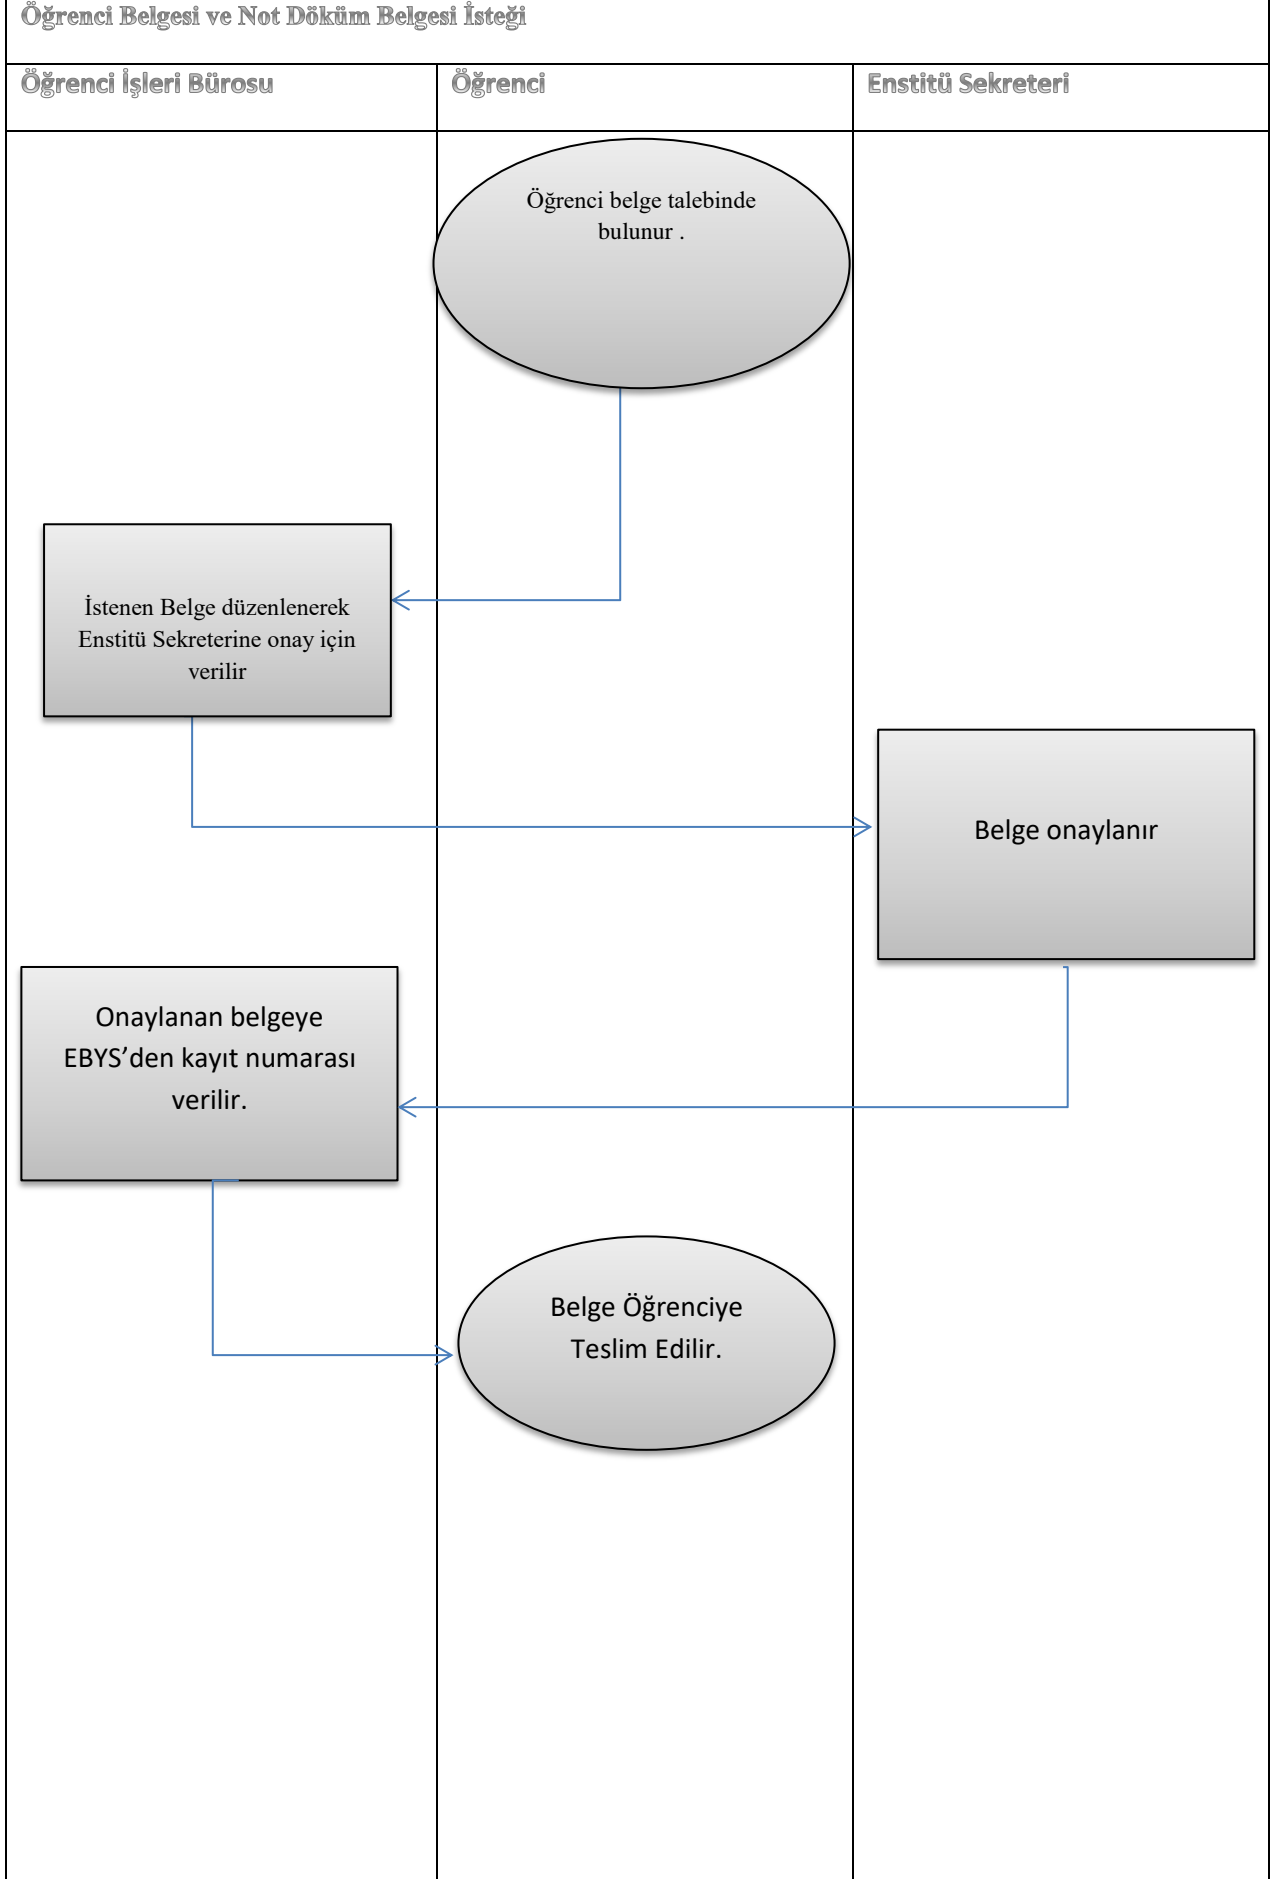 Öğrenci Belgesi ve Not Döküm Belgesi İsteği
Öğrenci İşleri Bürosu
Öğrenci
Enstitü Sekreteri
Öğrenci belge talebinde
bulunur .
İstenen Belge düzenlenerek
Enstitü Sekreterine onay için
verilir
Belge onaylanır
Onaylanan belgeye
EBYS’den kayıt numarası
verilir.
Belge Öğrenciye
Teslim Edilir.